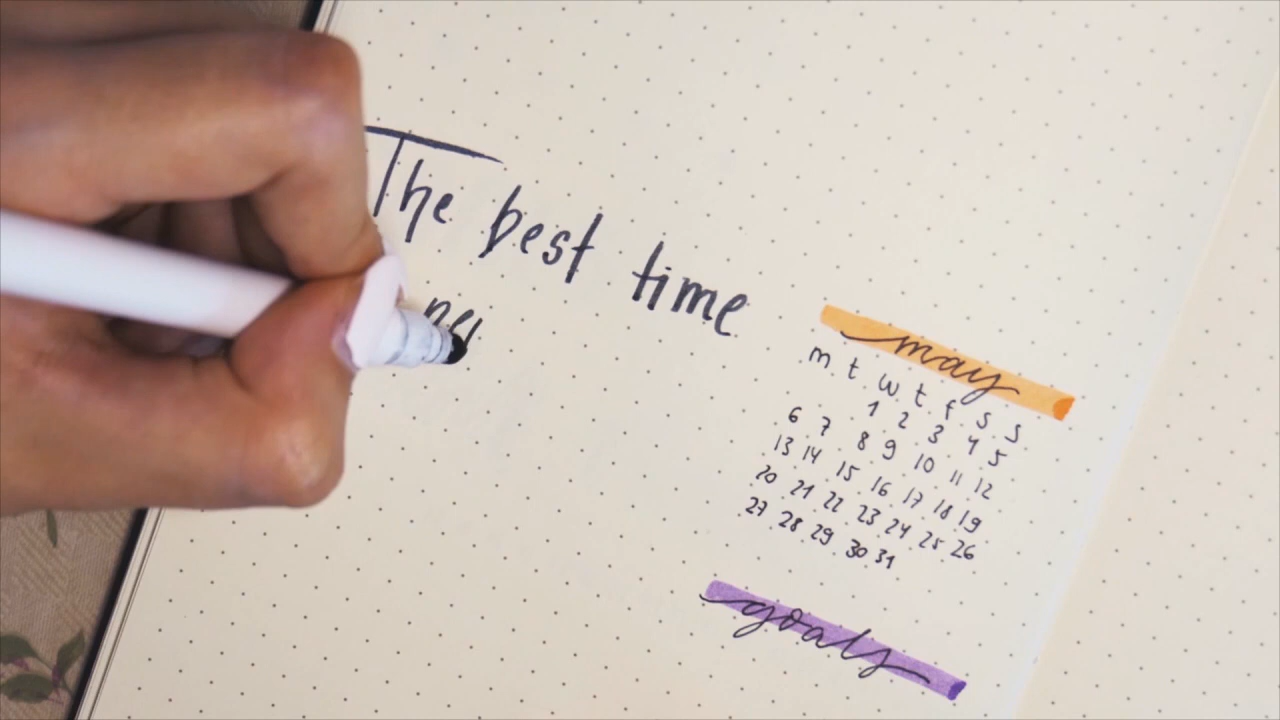 The best time
may
m t w t f s s
1 2 3 4 5
6 7 8 9 10 11 12
13 14 15 16 17 18 19
20 21 22 23 24 25 26
27 28 29 30 31
goals